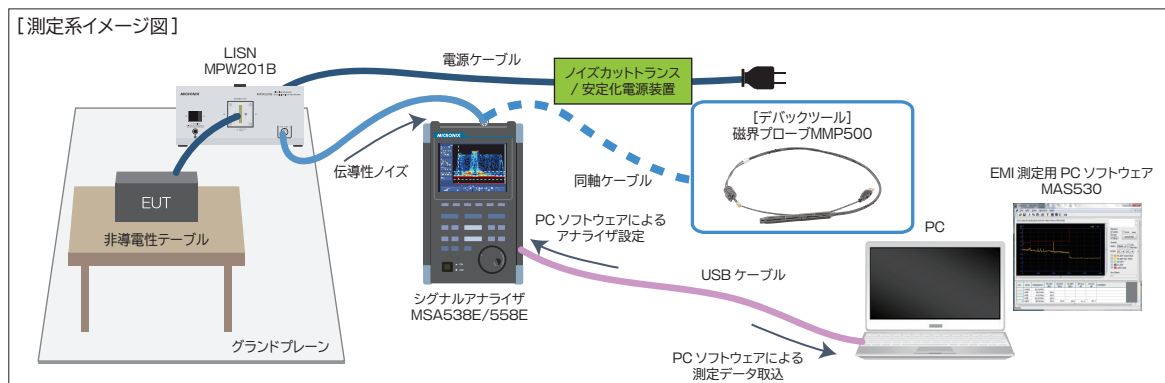 [測定系イメージ図]
LISN
MPW201B
電源ケーブル
ノイズカットトランス
/ 安定化電源装置
MICRONIX
[デバックツール]
磁界プローブMMP500
伝導性ノイズ
MICRONIX
同軸ケーブル
EMI 測定用 PC ソフトウェア
MAS530
EUT
非導電性テーブル
PC ソフトウェアによる
アナライザ設定
PC
USB ケーブル
シグナルアナライザ
MSA538E/558E
グランドプレーン
PC ソフトウェアによる
測定データ取込